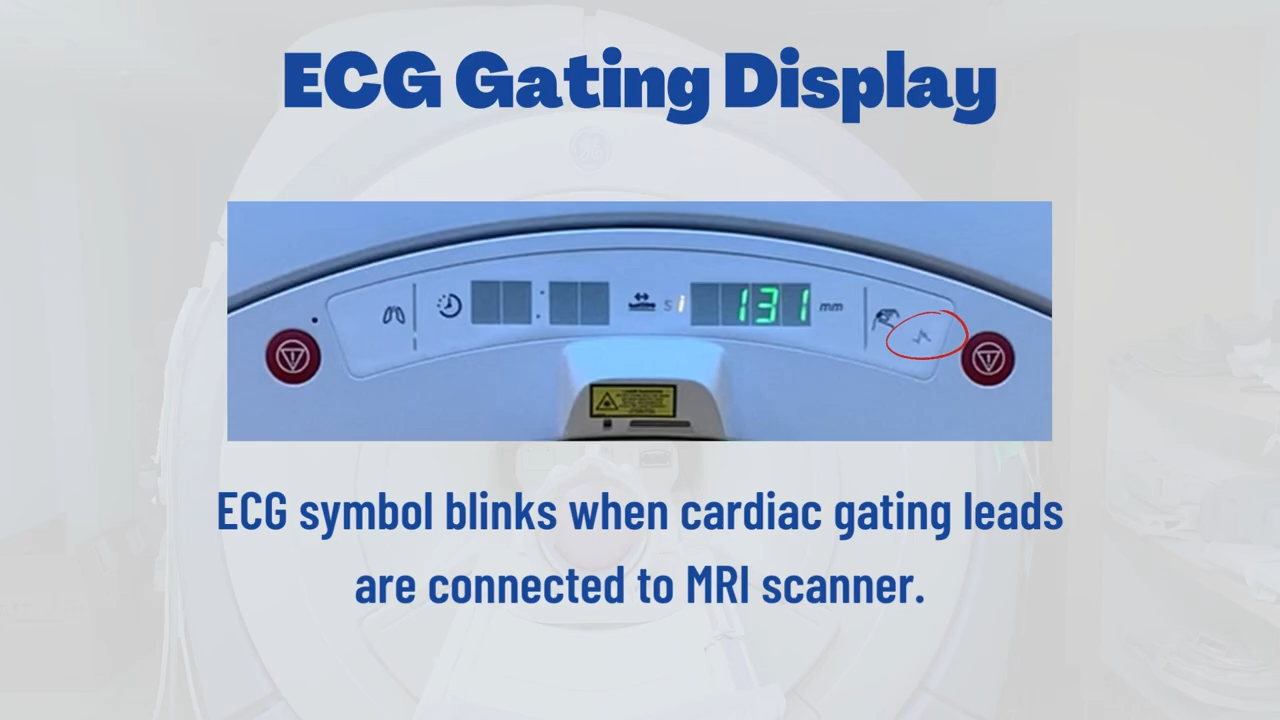 ECG Gating Display
S i 131 mm
ECG symbol blinks when cardiac gating leads
are connected to MRI scanner.